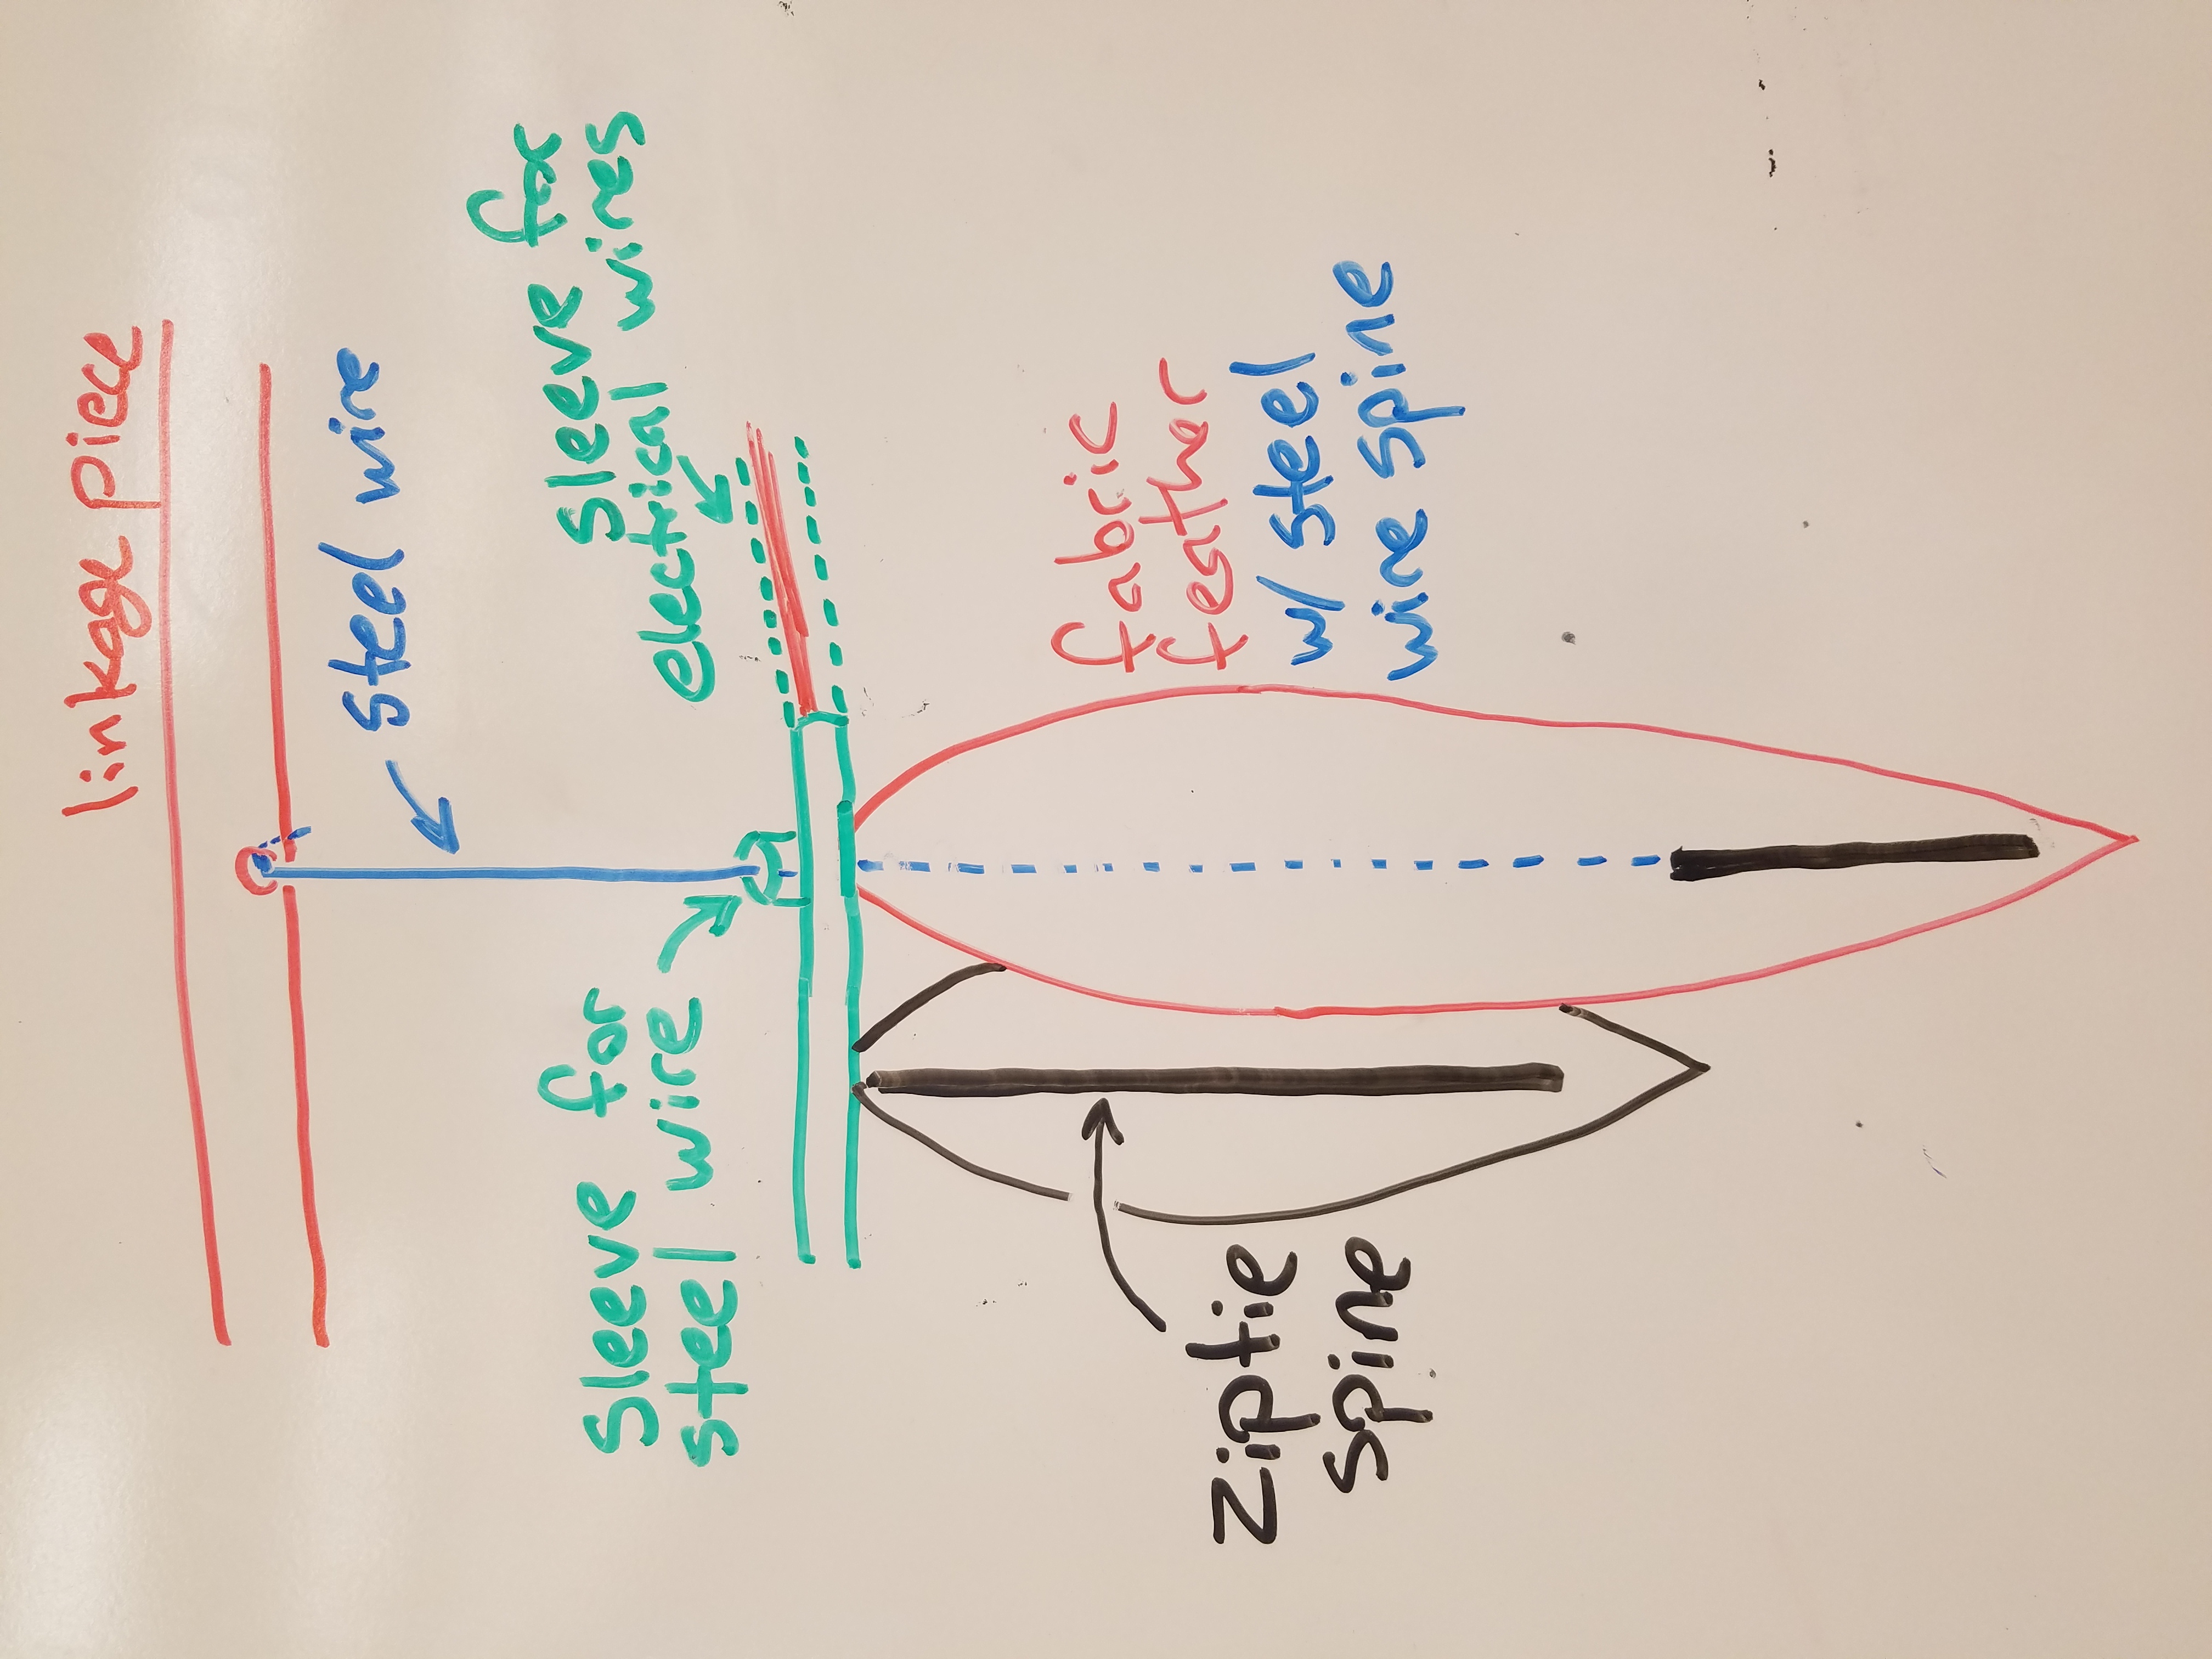 linkage piece
steel wire
sleeve for
steel wire
sleeve for
electrical wires
fabric
feather
w/ steel
wire spine
ziptie
spine